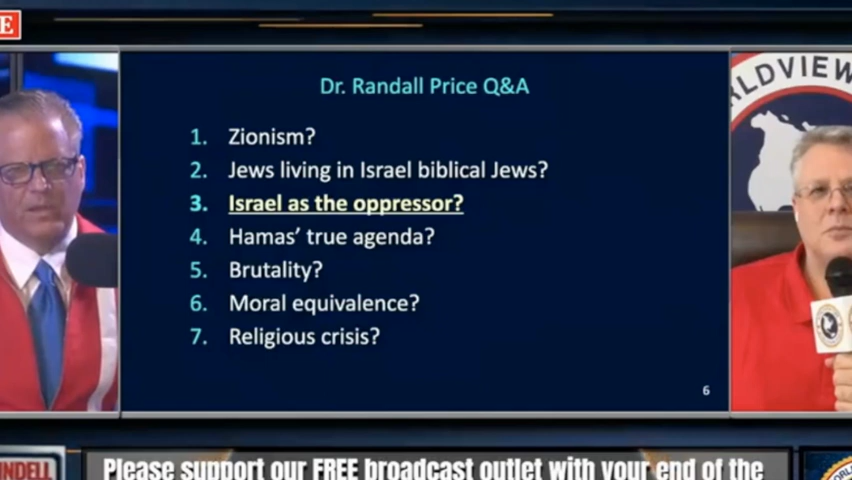 E
LDVIEW
Dr. Randall Price Q&A
1. Zionism?
2. Jews living in Israel biblical Jews?
3. Israel as the oppressor?
4. Hamas' true agenda?
5. Brutality?
6. Moral equivalence?
7. Religious crisis?
6
INDELL
Please support our FREE broadcast outlet with your end of the